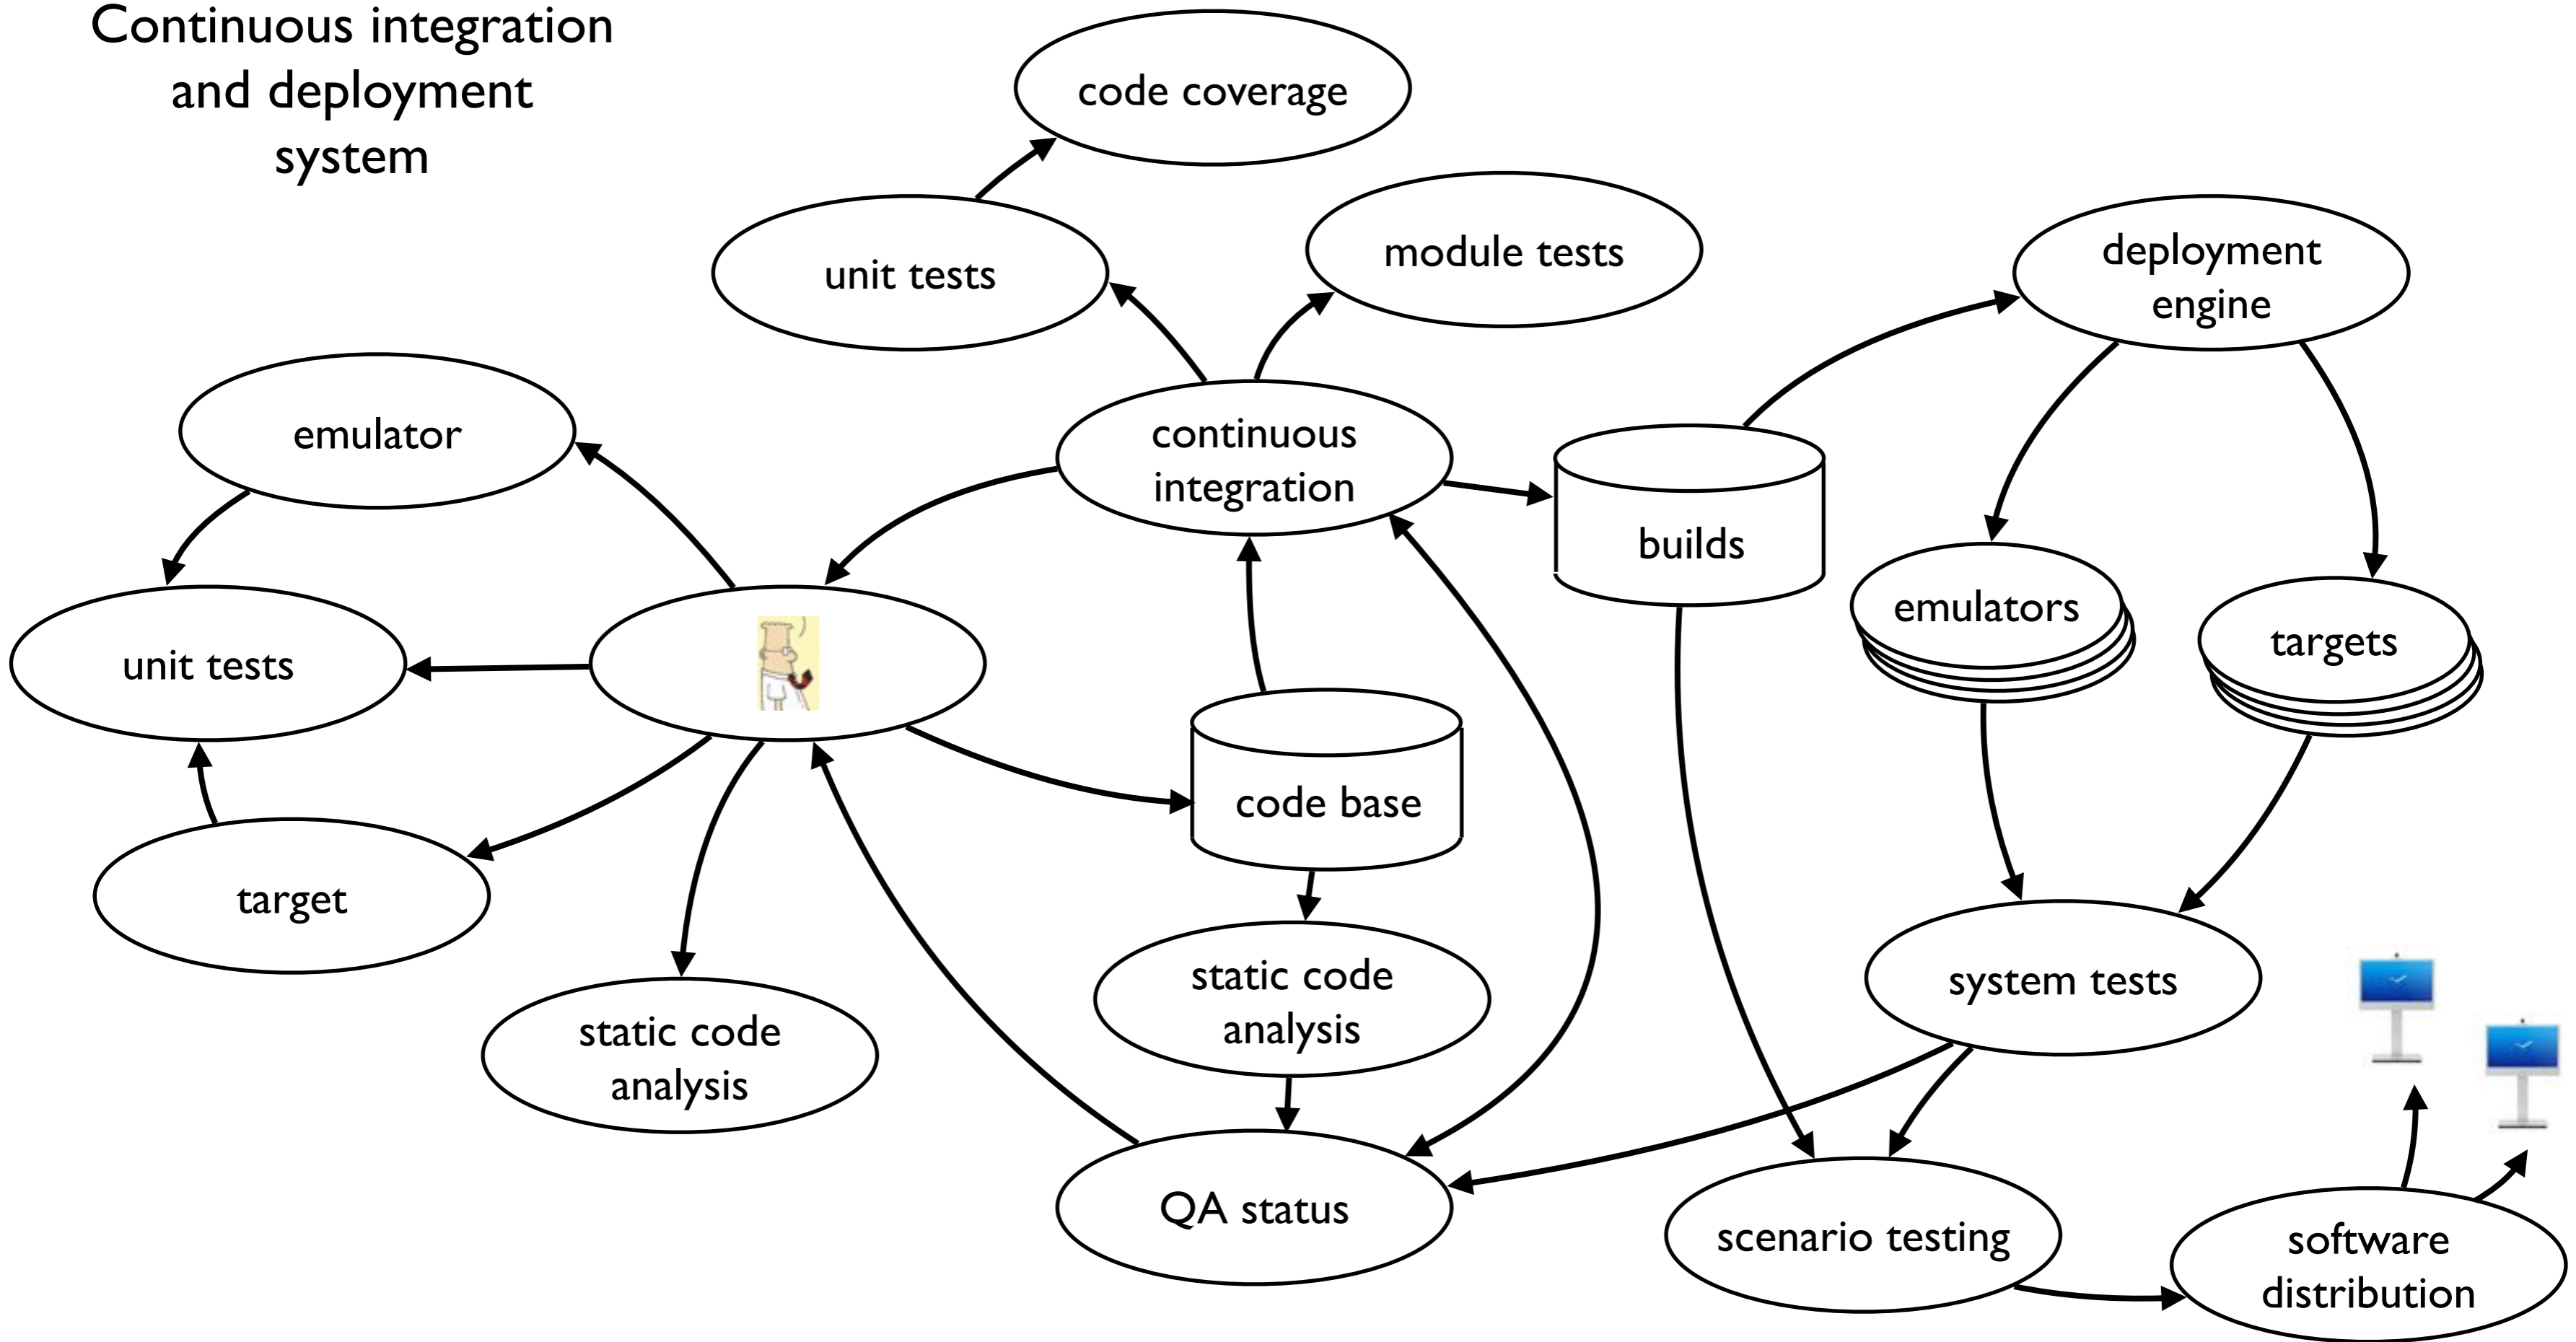 Continuous integration
and deployment
system
code coverage
unit tests
module tests
deployment
engine
emulator
continuous
integration
builds
emulators
targets
unit tests
code base
target
static code
analysis
static code
analysis
system tests
QA status
scenario testing
software
distribution